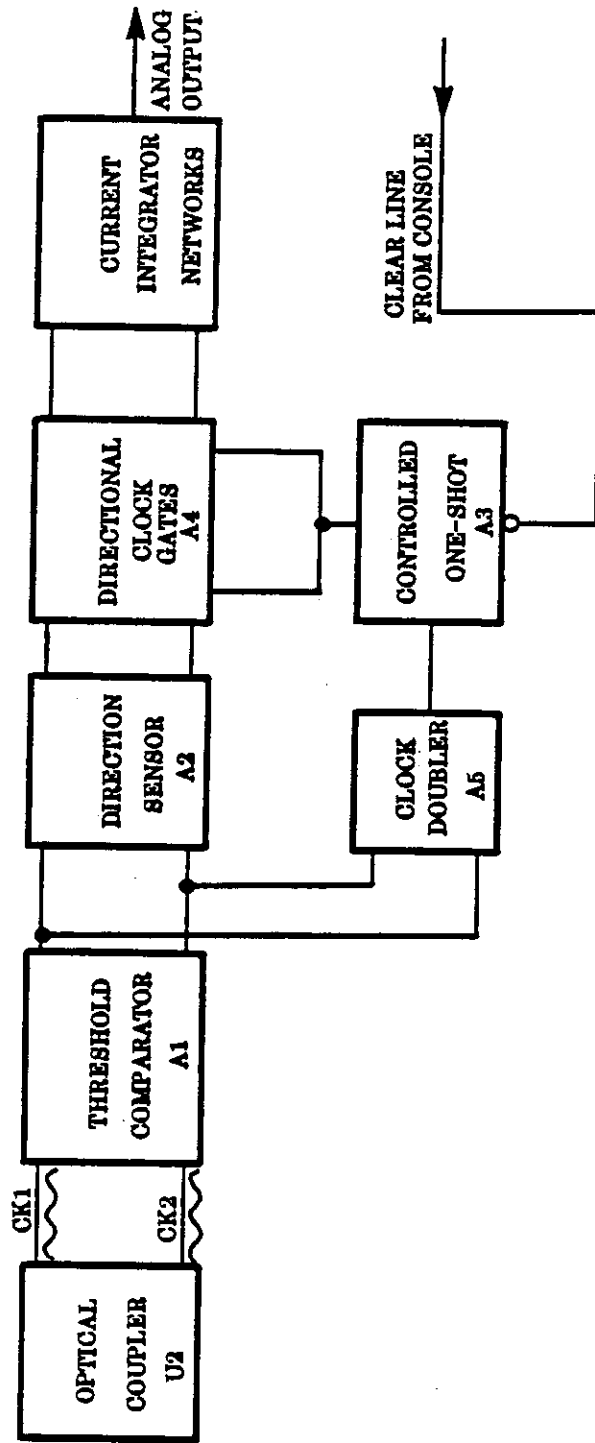 OPTICAL
COUPLER
U2
CK1
CK2
THRESHOLD
COMPARATOR
A1
DIRECTION
SENSOR
A2
DIRECTIONAL
CLOCK
GATES
A4
CURRENT
INTEGRATOR
NETWORKS
ANALOG
OUTPUT
CLOCK
DOUBLER
A5
CONTROLLED
ONE-SHOT
A3
CLEAR LINE
FROM CONSOLE